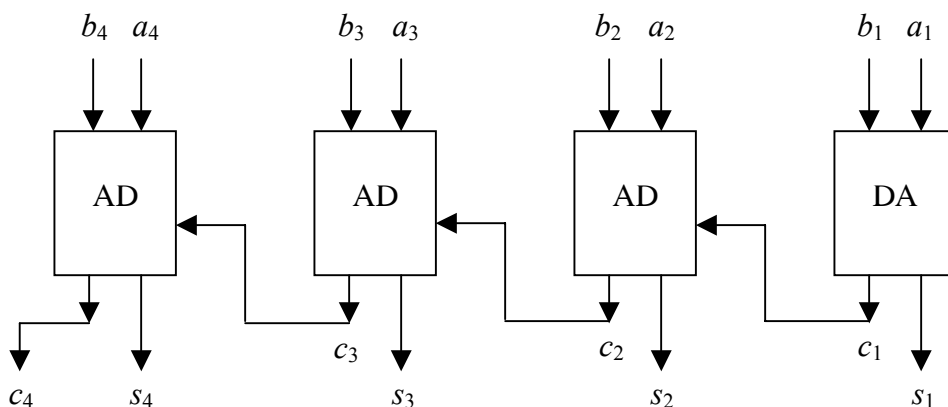 b₄ a₄ b₃ a₃ b₂ a₂ b₁ a₁
AD AD AD DA
c₃ c₂ c₁
c₄ s₄ s₃ s₂ s₁